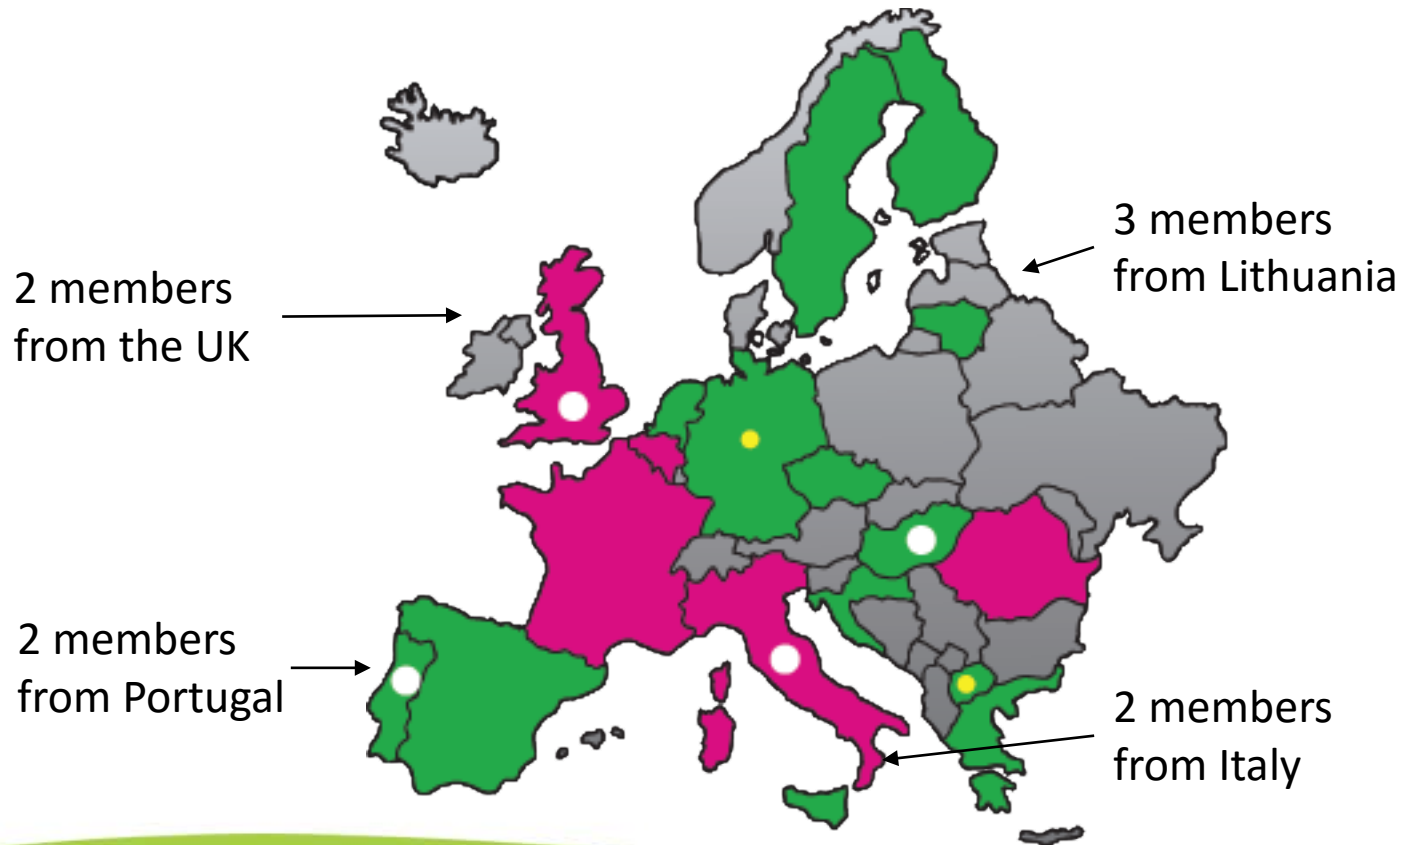 3 members
from Lithuania
2 members
from the UK
2 members
from Portugal
2 members
from Italy